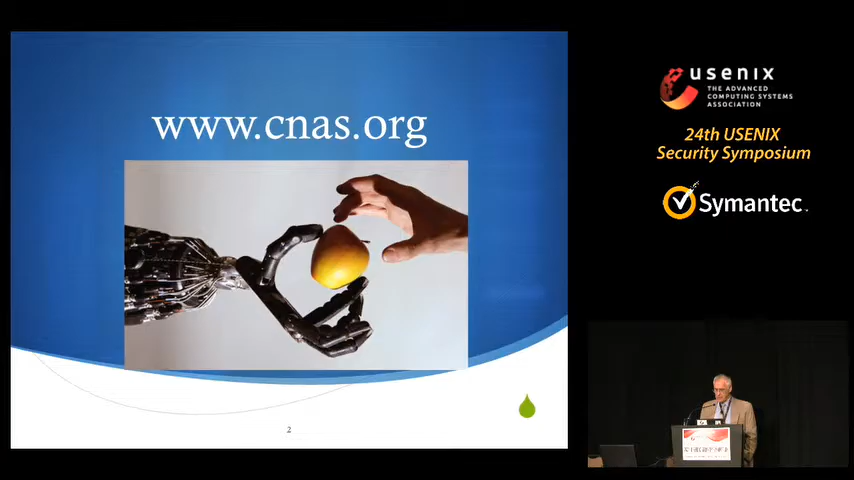 www.cnas.org
2
usenix
THE ADVANCED
COMPUTING SYSTEMS
ASSOCIATION
24th USENIX
Security Symposium
Symantec.